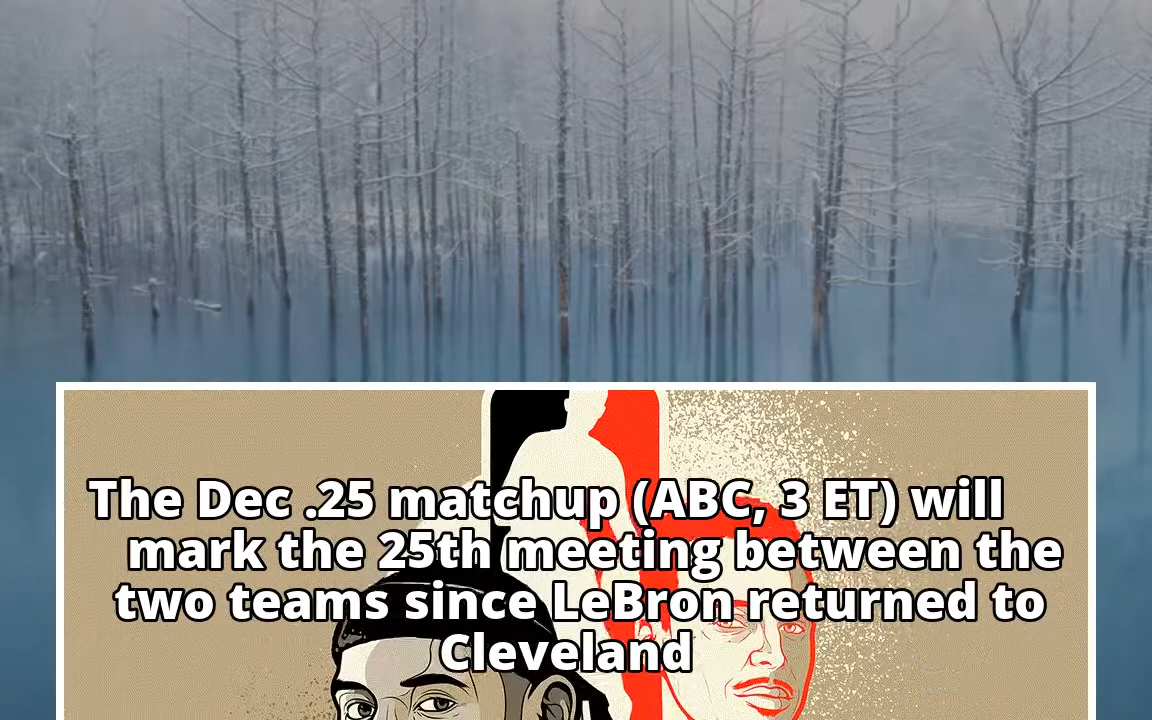 The Dec .25 matchup (ABC, 3 ET) will
mark the 25th meeting between the
two teams since LeBron returned to
Cleveland